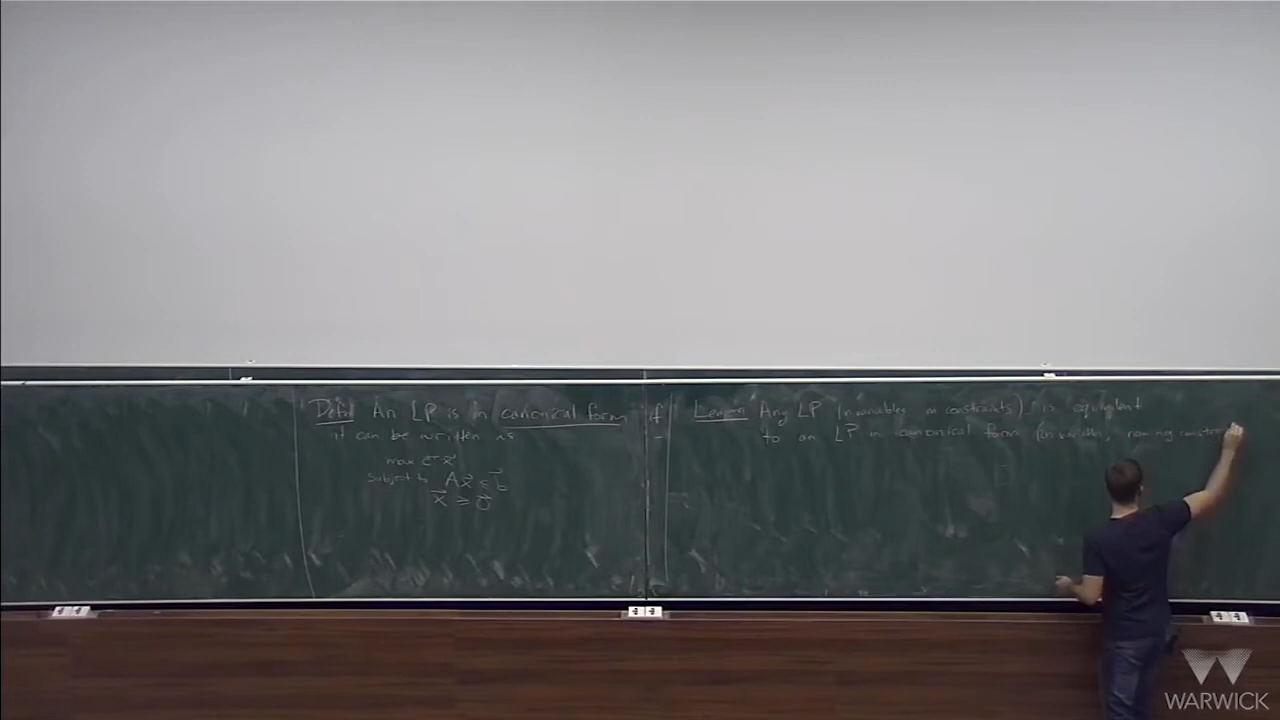 Defn An LP is in canonical form if
it can be written as
max c^T x
subject to Ax ≤ b
x ≥ 0
Lemma Any LP (n variables m constraints) is equivalent
to an LP in canonical form
WARWICK